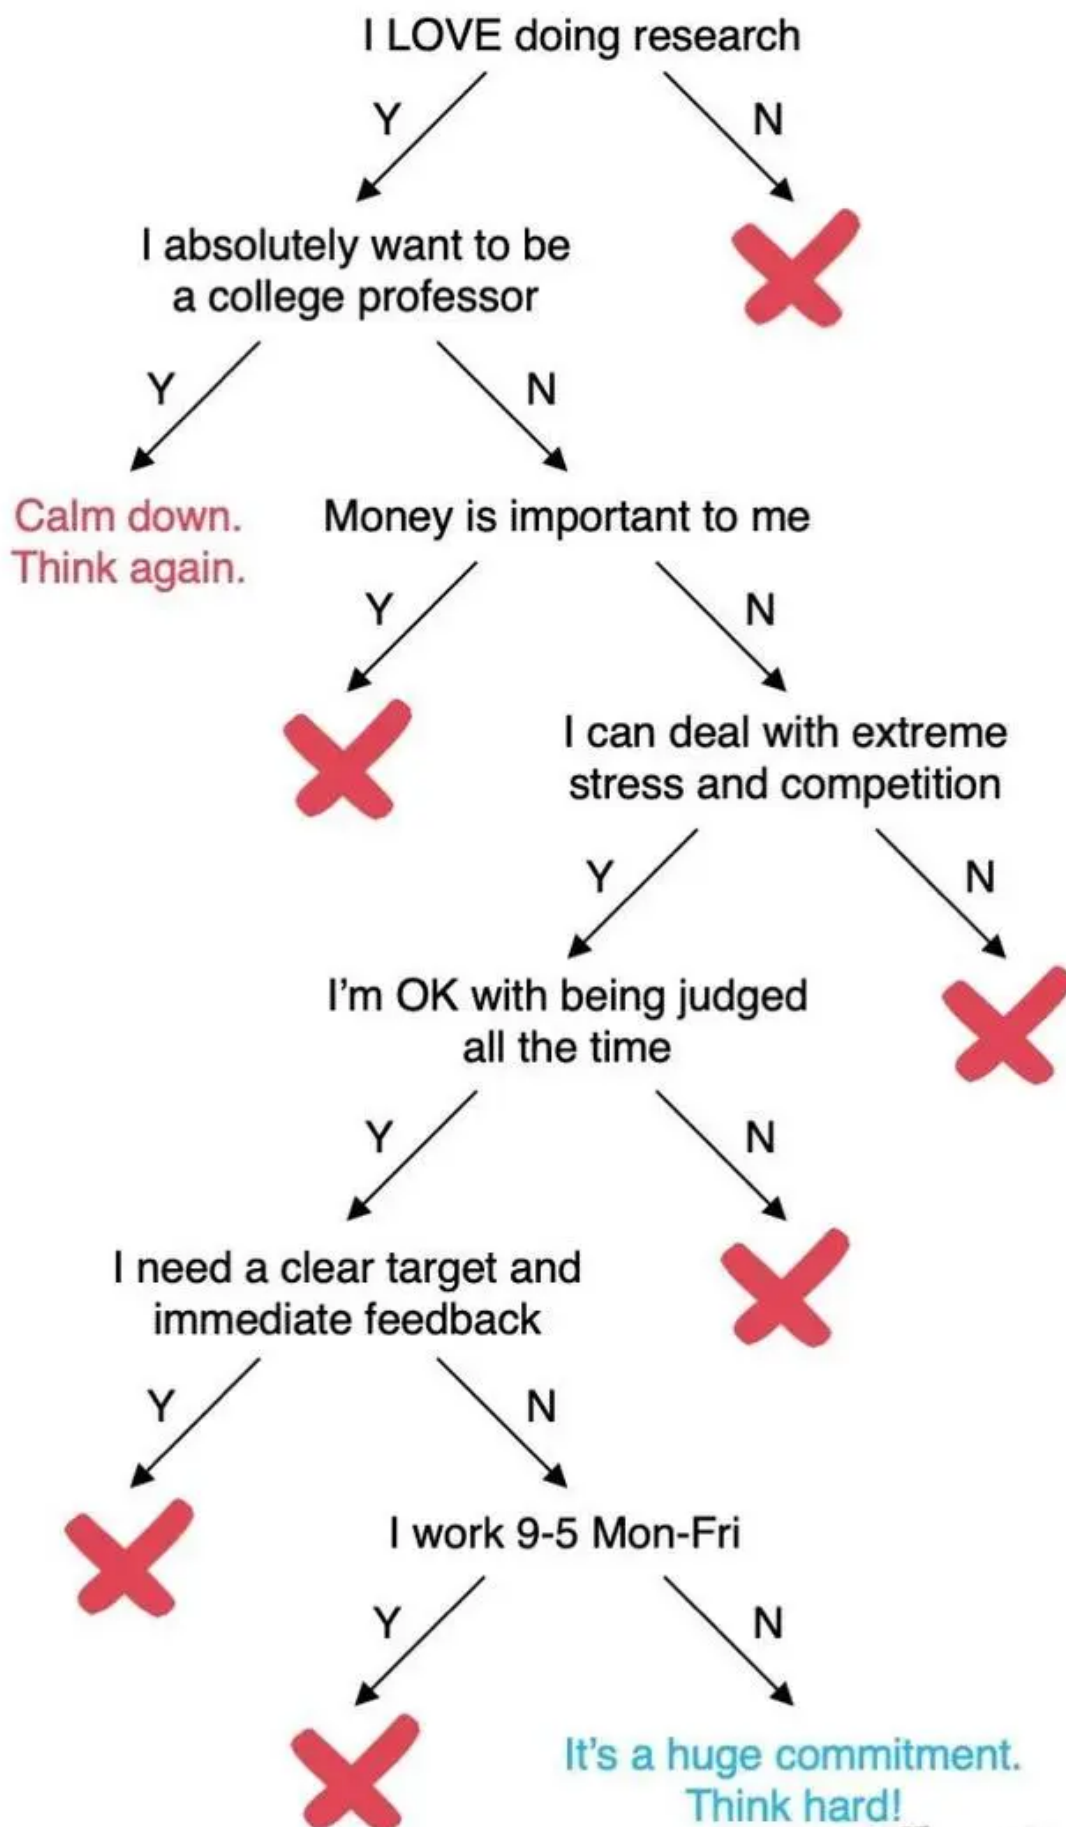 I LOVE doing research
Y
N
I absolutely want to be
a college professor
Y
N
Calm down.
Think again.
Money is important to me
Y
N
I can deal with extreme
stress and competition
Y
N
I'm OK with being judged
all the time
Y
N
I need a clear target and
immediate feedback
Y
N
I work 9-5 Mon-Fri
Y
N
It's a huge commitment.
Think hard!